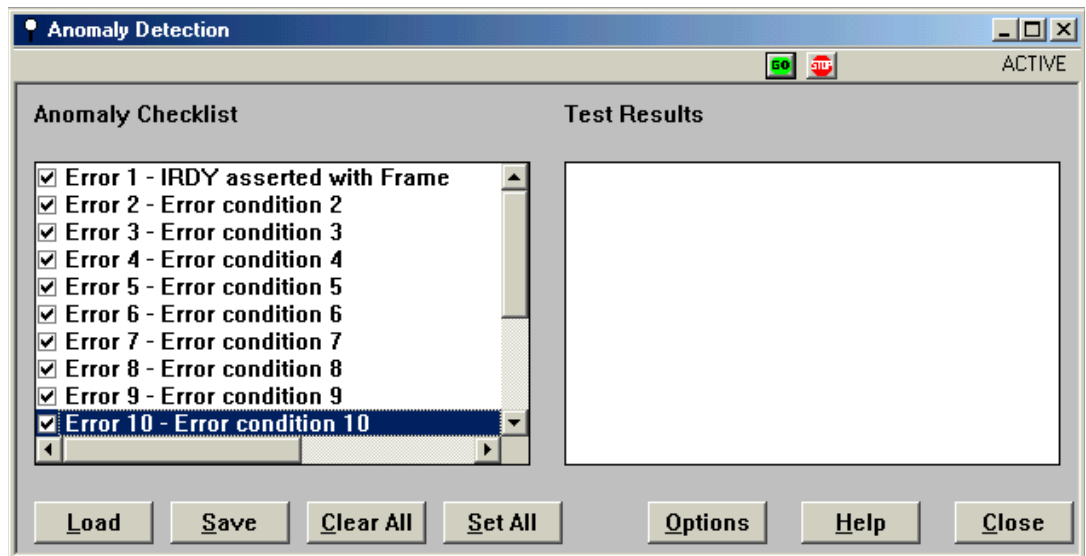 Anomaly Detection
GO STOP ACTIVE
Anomaly Checklist Test Results
Error 1 - IRDY asserted with Frame
Error 2 - Error condition 2
Error 3 - Error condition 3
Error 4 - Error condition 4
Error 5 - Error condition 5
Error 6 - Error condition 6
Error 7 - Error condition 7
Error 8 - Error condition 8
Error 9 - Error condition 9
Error 10 - Error condition 10
Load Save Clear All Set All Options Help Close